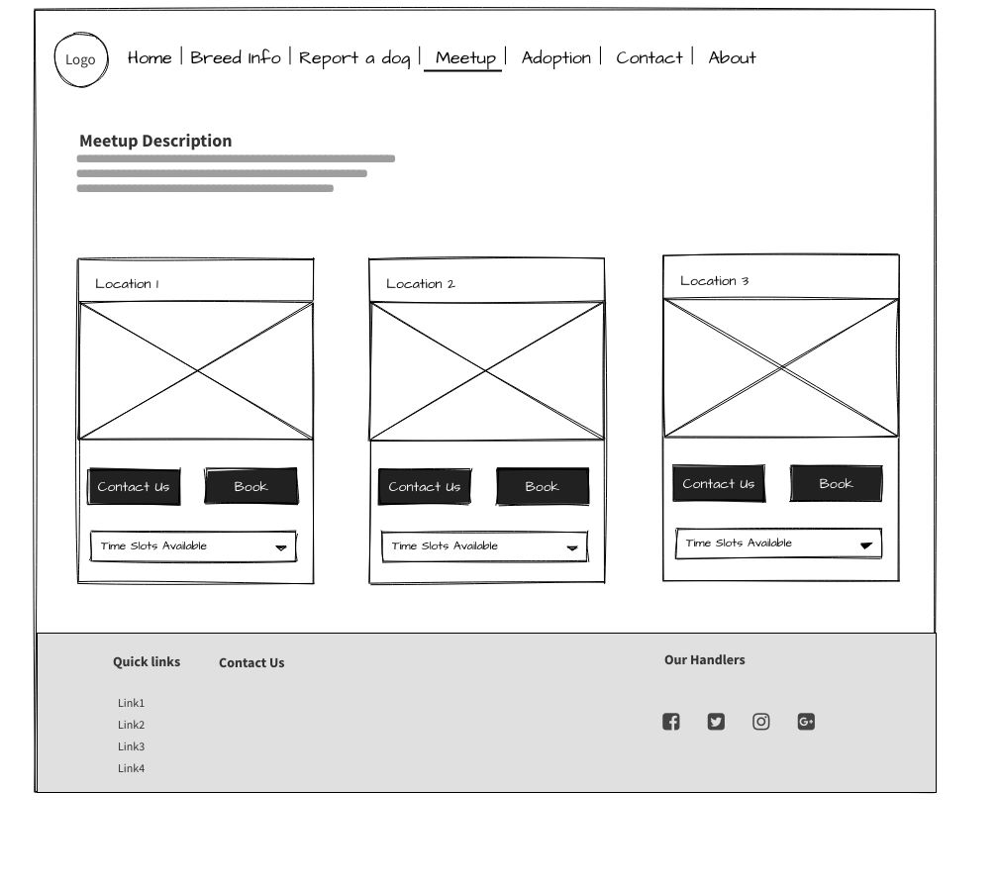 Logo
Home | Breed Info | Report a dog | Meetup | Adoption | Contact | About
Meetup Description
Location 1
Contact Us Book
Time Slots Available
Location 2
Contact Us Book
Time Slots Available
Location 3
Contact Us Book
Time Slots Available
Quick links
Link1
Link2
Link3
Link4
Contact Us
Our Handlers